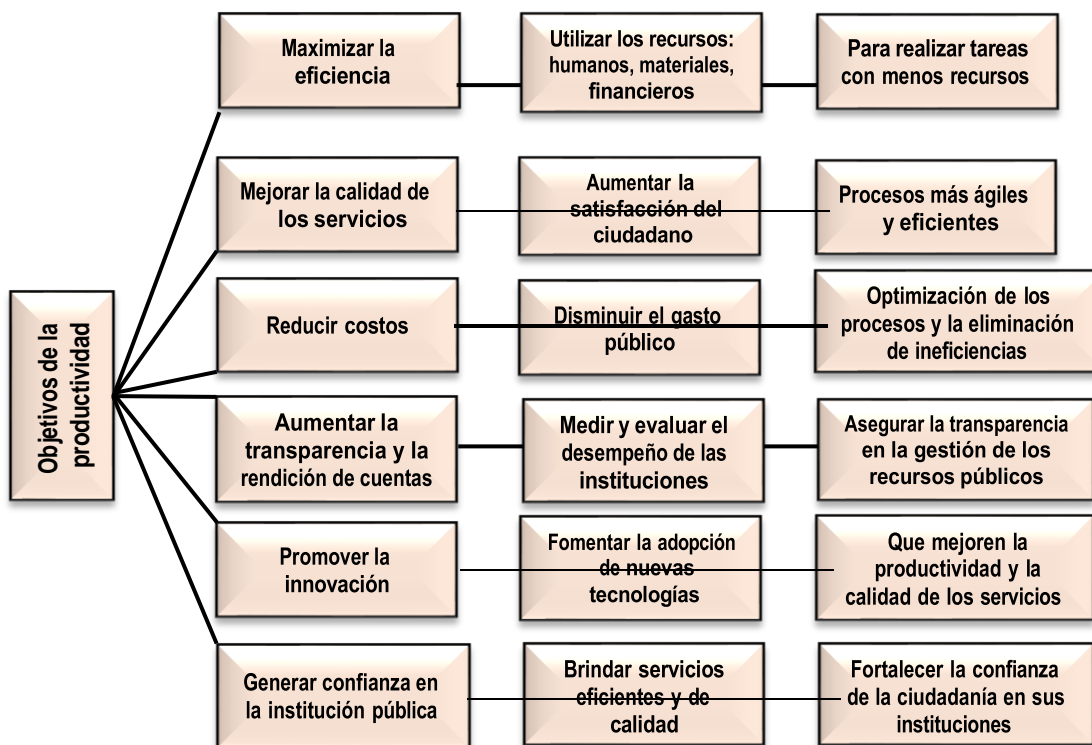 Objetivos de la
productividad
Maximizar la
eficiencia
Utilizar los recursos:
humanos, materiales,
financieros
Para realizar tareas
con menos recursos
Mejorar la calidad de
los servicios
Aumentar la
satisfacción del
ciudadano
Procesos más ágiles
y eficientes
Reducir costos
Disminuir el gasto
público
Optimización de los
procesos y la eliminación
de ineficiencias
Aumentar la
transparencia y la
rendición de cuentas
Medir y evaluar el
desempeño de las
instituciones
Asegurar la transparencia
en la gestión de los
recursos públicos
Promover la
innovación
Fomentar la adopción
de nuevas
tecnologías
Que mejoren la
productividad y la
calidad de los servicios
Generar confianza en
la institución pública
Brindar servicios
eficientes y de
calidad
Fortalecer la confianza
de la ciudadanía en sus
instituciones